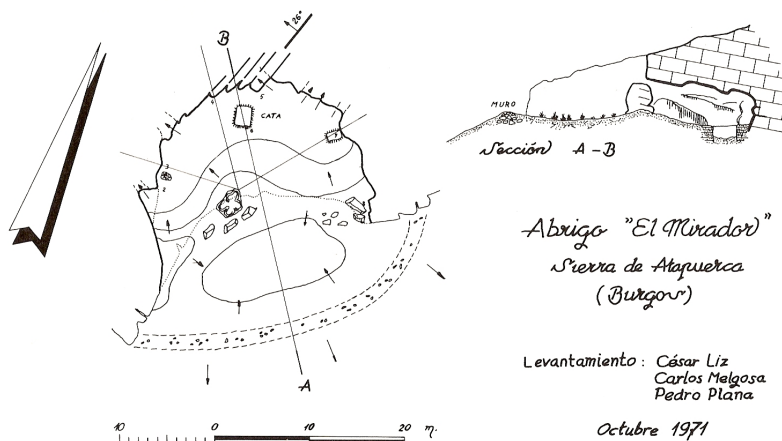 26º
B
CATA
A
MURO
Sección A-B
Abrigo "El Mirador"
Sierra de Atapuerca
(Burgos)
Levantamiento: César Liz
Carlos Melgosa
Pedro Plana
Octubre 1971
10 0 10 20 m.